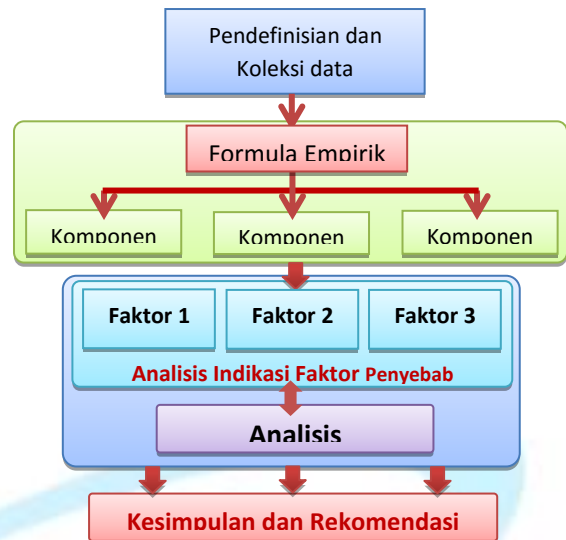 Pendefinisian dan
Koleksi data
Formula Empirik
Komponen
Komponen
Komponen
Faktor 1
Faktor 2
Faktor 3
Analisis Indikasi Faktor Penyebab
Analisis
Kesimpulan dan Rekomendasi